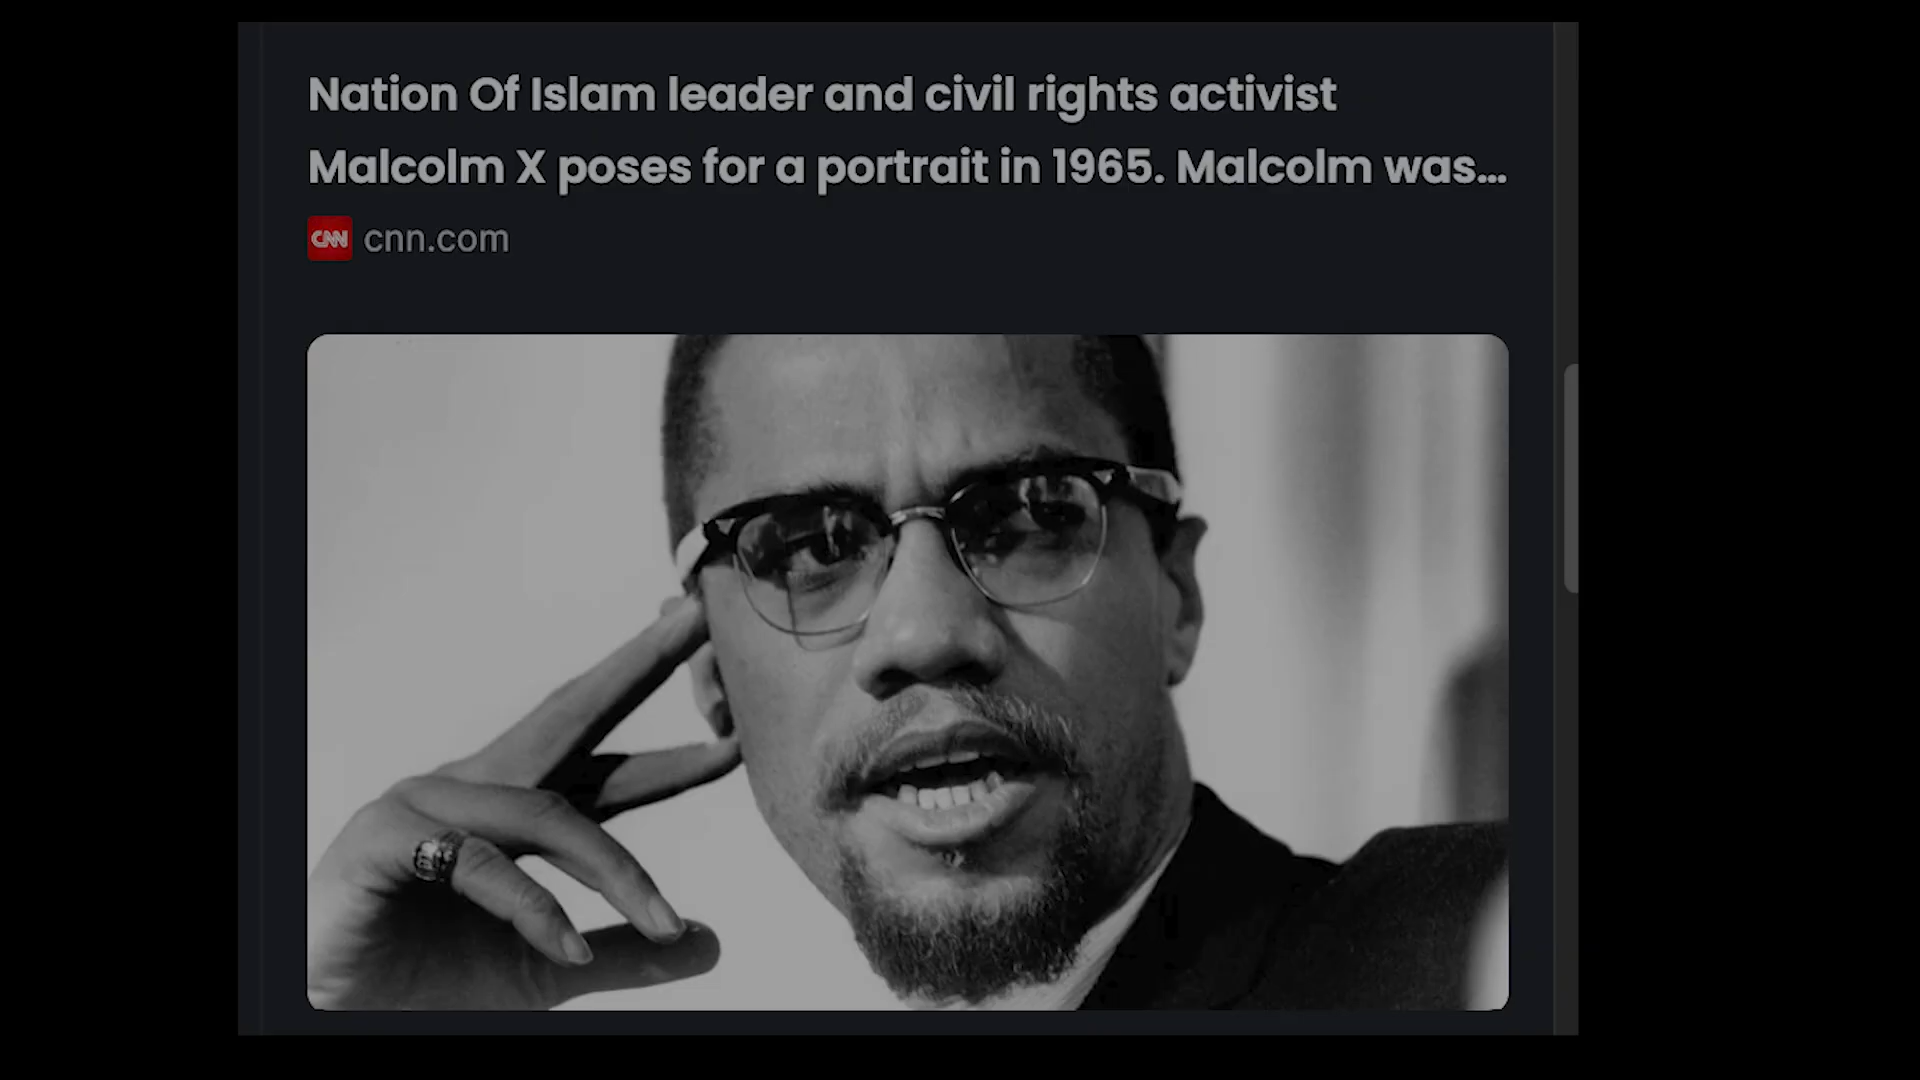 Nation Of Islam leader and civil rights activist
Malcolm X poses for a portrait in 1965. Malcolm was...
CNN cnn.com